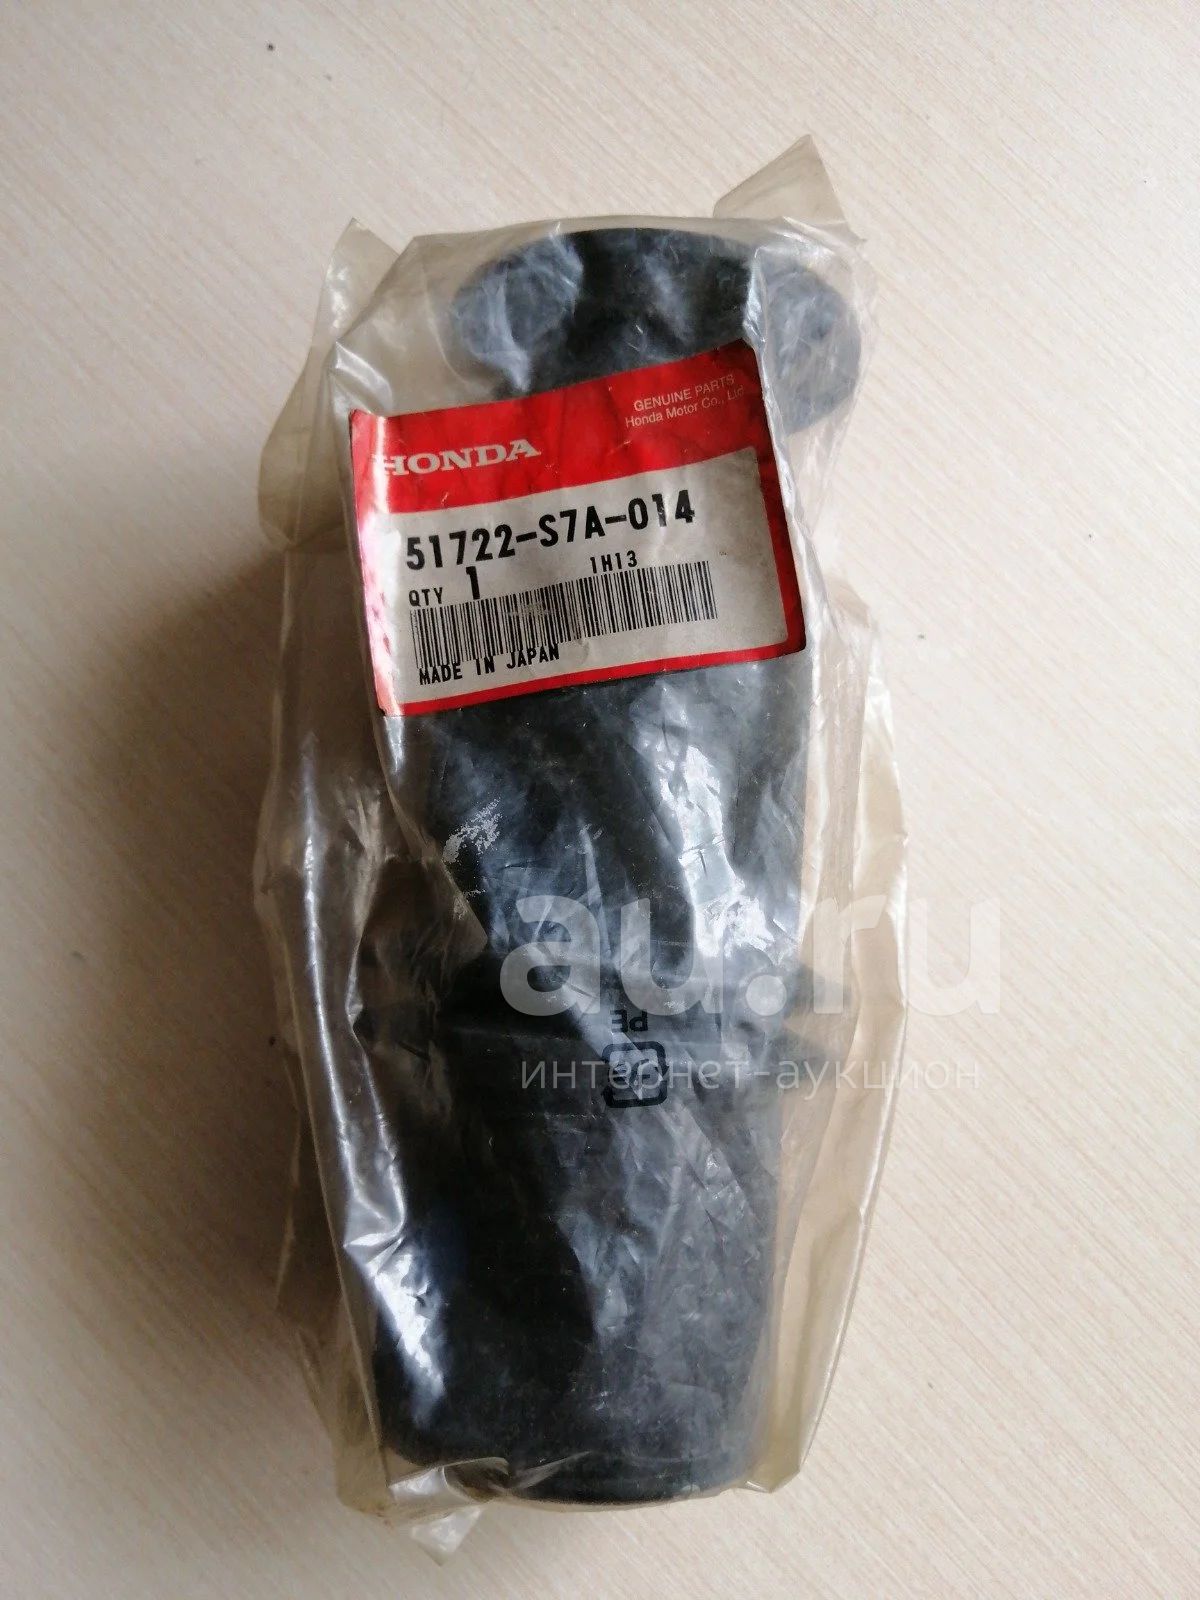 GENUINE PARTS
Honda Motor Co., Ltd.
HONDA
51722-S7A-014
QTY 1 1H13
MADE IN JAPAN
au.ru
PE
интернет-аукцион